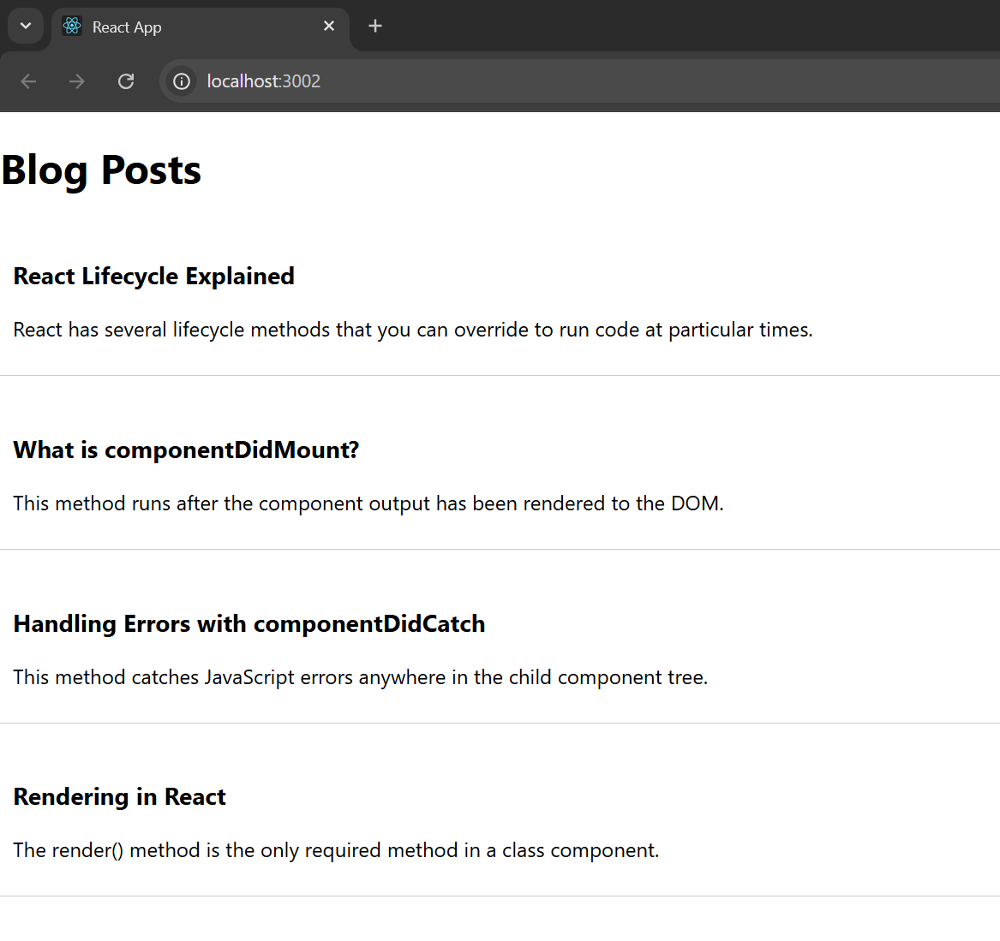 React App
localhost:3002
Blog Posts
React Lifecycle Explained
React has several lifecycle methods that you can override to run code at particular times.
What is componentDidMount?
This method runs after the component output has been rendered to the DOM.
Handling Errors with componentDidCatch
This method catches JavaScript errors anywhere in the child component tree.
Rendering in React
The render() method is the only required method in a class component.